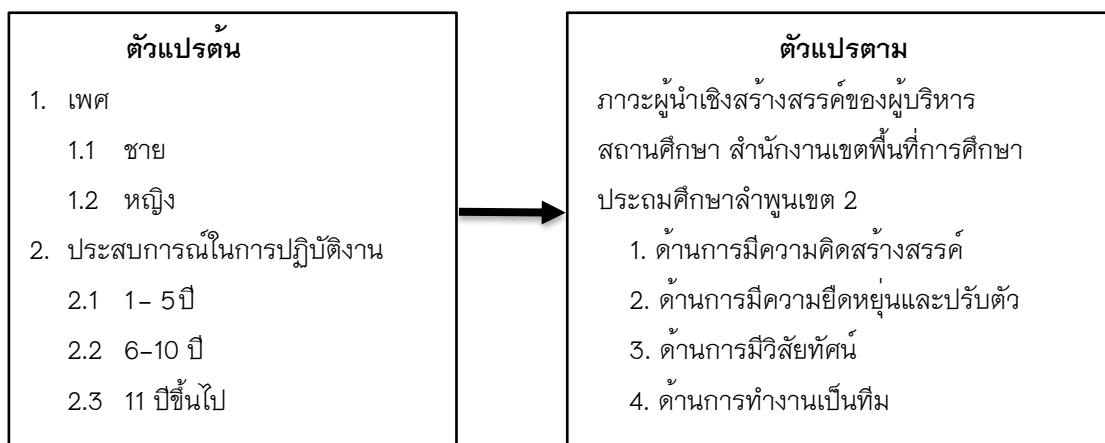 ตัวแปรต้น
1. เพศ
1.1 ชาย
1.2 หญิง
2. ประสบการณ์ในการปฏิบัติงาน
2.1 1– 5ปี
2.2 6–10 ปี
2.3 11 ปีขึ้นไป
ตัวแปรตาม
ภาวะผู้นำเชิงสร้างสรรค์ของผู้บริหาร
สถานศึกษา สำนักงานเขตพื้นที่การศึกษา
ประถมศึกษาลำพูนเขต 2
1. ด้านการมีความคิดสร้างสรรค์
2. ด้านการมีความยืดหยุ่นและปรับตัว
3. ด้านการมีวิสัยทัศน์
4. ด้านการทำงานเป็นทีม